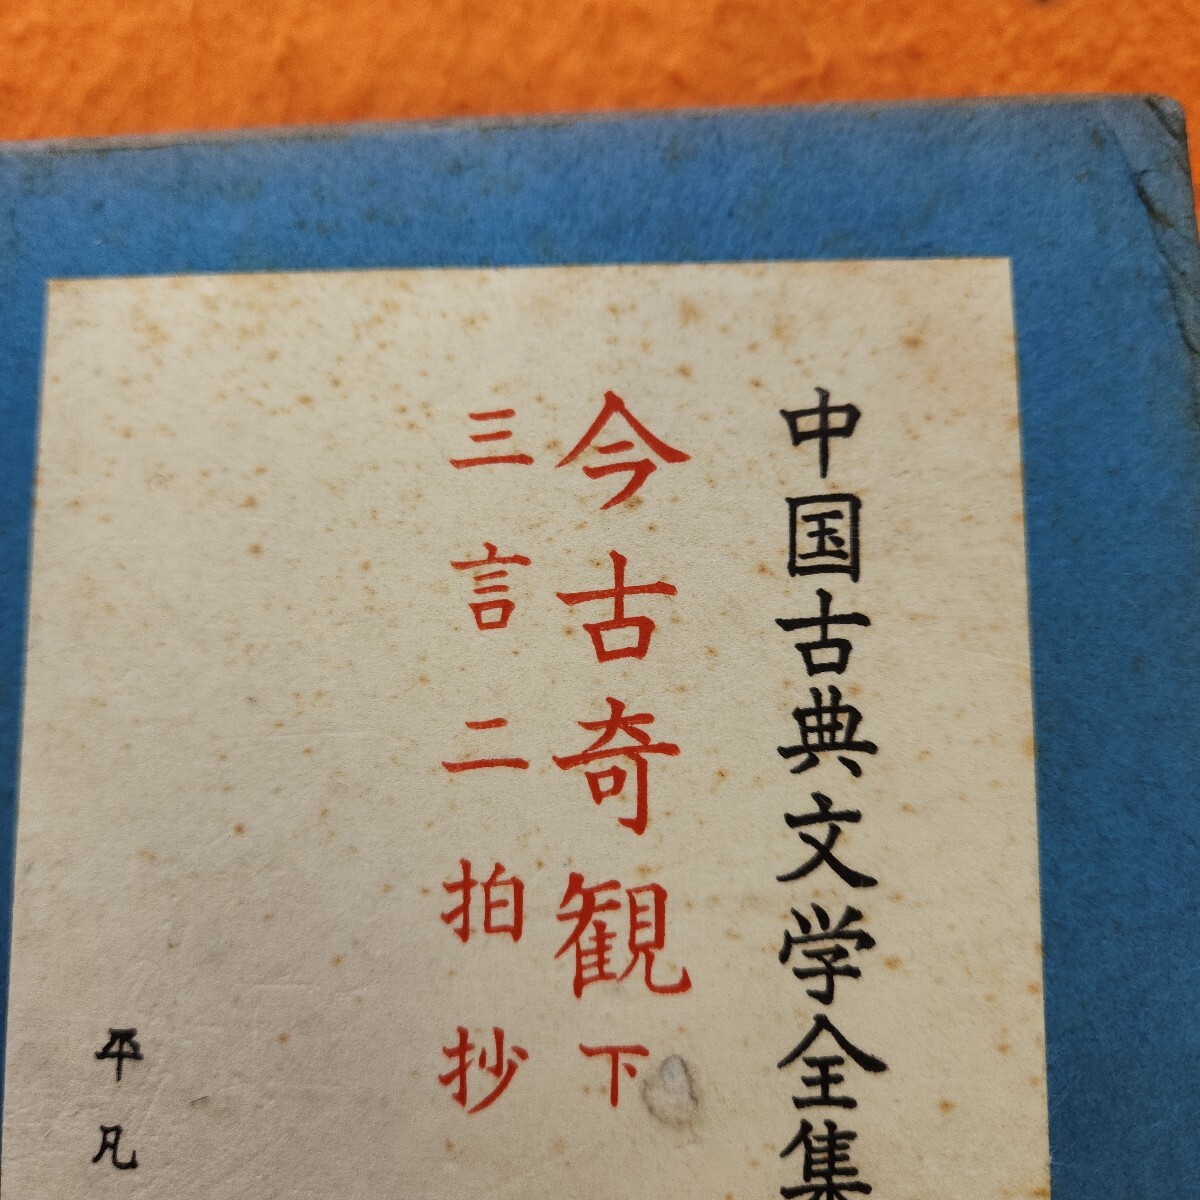 中国古典文学全集
今古奇観 下
三言二拍抄
平凡